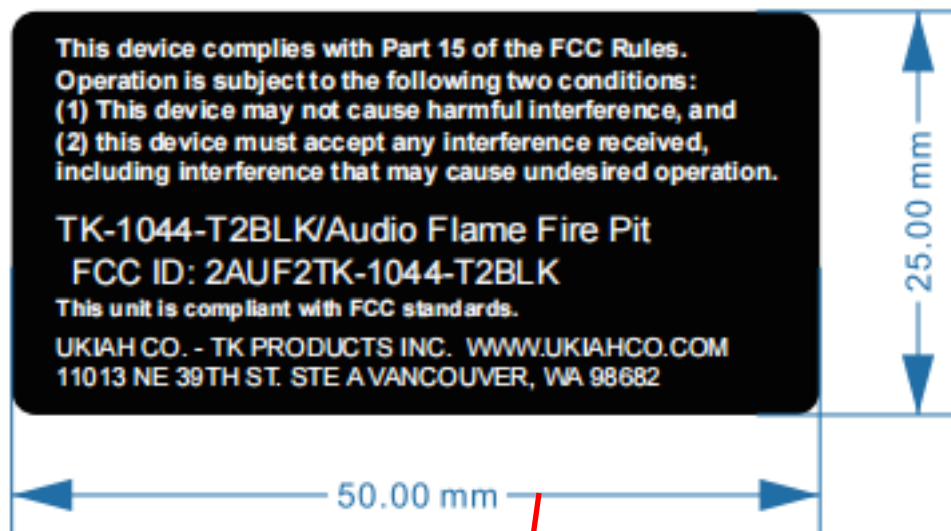 This device complies with Part 15 of the FCC Rules.
Operation is subject to the following two conditions:
(1) This device may not cause harmful interference, and
(2) this device must accept any interference received,
including interference that may cause undesired operation.
TK-1044-T2BLK/Audio Flame Fire Pit
FCC ID: 2AUF2TK-1044-T2BLK
This unit is compliant with FCC standards.
UKIAH CO. - TK PRODUCTS INC. WWW.UKIAHCO.COM
11013 NE 39TH ST. STE A VANCOUVER, WA 98682
25.00 mm
50.00 mm